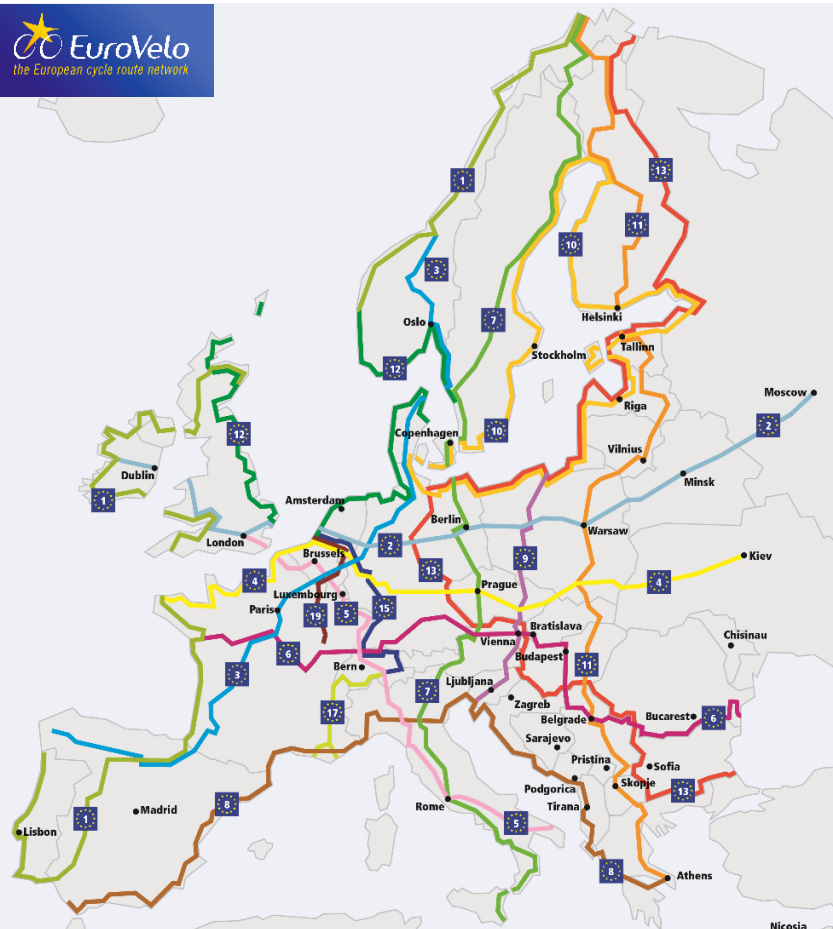 EuroVelo
the European cycle route network
1
13
11
10
3
7
Oslo
Helsinki
Tallinn
Stockholm
12
Moscow
2
Riga
10
Copenhagen
12
Vilnius
Dublin
Minsk
1
Amsterdam
Berlin
Warsaw
London
2
9
Brussels
Kiev
4
13
4
Luxembourg
Prague
Paris
19
5
15
Bratislava
Vienna
Chisinau
6
Budapest
Bern
11
3
Ljubljana
7
Zagreb
17
Belgrade
Bucarest
6
Sarajevo
Pristina
Sofia
Skopje
13
Podgorica
8
Madrid
Rome
Tirana
1
5
Lisbon
8
Athens
Nicosia